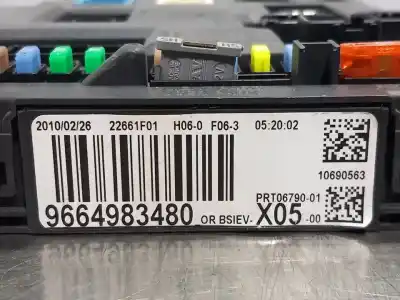 2010/02/26 22661F01 H06-0 F06-3 05:20:02
10690563
PRT06790-01
9664983480 OR BSIEV- X05 -00